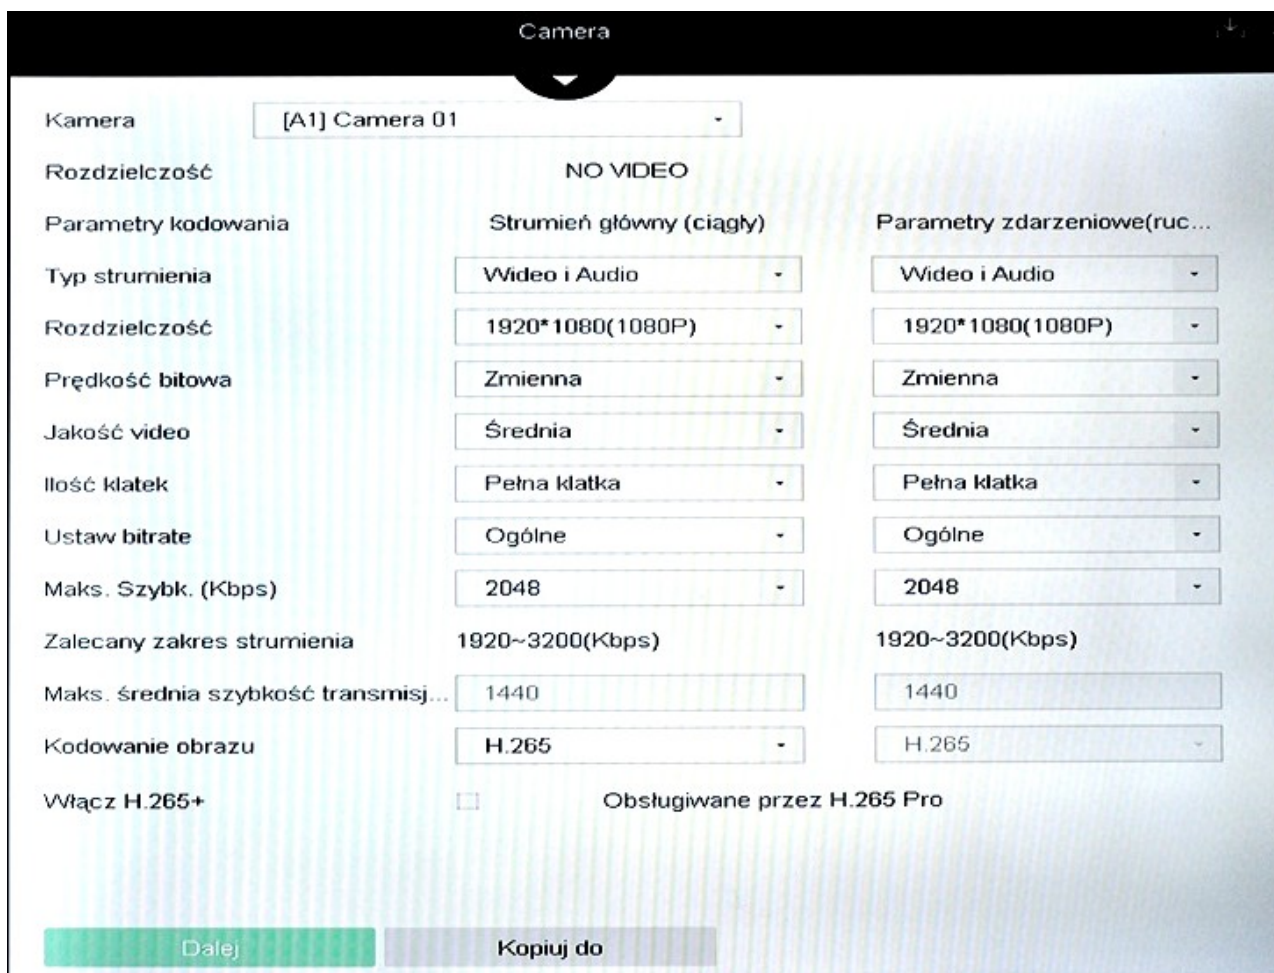 Camera
Kamera [A1] Camera 01
Rozdzielczość NO VIDEO
Parametry kodowania Strumień główny (ciągły) Parametry zdarzeniowe(ruc...
Typ strumienia Wideo i Audio Wideo i Audio
Rozdzielczość 1920*1080(1080P) 1920*1080(1080P)
Prędkość bitowa Zmienna Zmienna
Jakość video Średnia Średnia
Ilość klatek Pełna klatka Pełna klatka
Ustaw bitrate Ogólne Ogólne
Maks. Szybk. (Kbps) 2048 2048
Zalecany zakres strumienia 1920~3200(Kbps) 1920~3200(Kbps)
Maks. średnia szybkość transmisj... 1440 1440
Kodowanie obrazu H.265 H.265
Włącz H.265+ Obsługiwane przez H.265 Pro
Dalej Kopiuj do